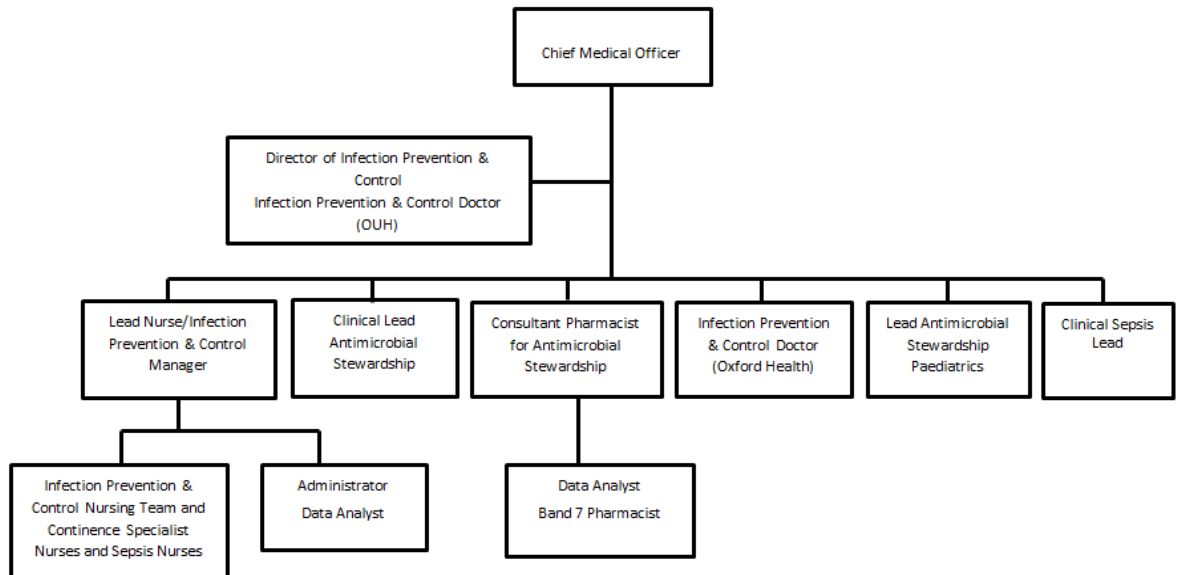 Chief Medical Officer
Director of Infection Prevention &
Control
Infection Prevention & Control Doctor
(OUH)
Lead Nurse/Infection
Prevention & Control
Manager
Clinical Lead
Antimicrobial
Stewardship
Consultant Pharmacist
for Antimicrobial
Stewardship
Infection Prevention
& Control Doctor
(Oxford Health)
Lead Antimicrobial
Stewardship
Paediatrics
Clinical Sepsis
Lead
Infection Prevention &
Control Nursing Team and
Continence Specialist
Nurses and Sepsis Nurses
Administrator
Data Analyst
Data Analyst
Band 7 Pharmacist